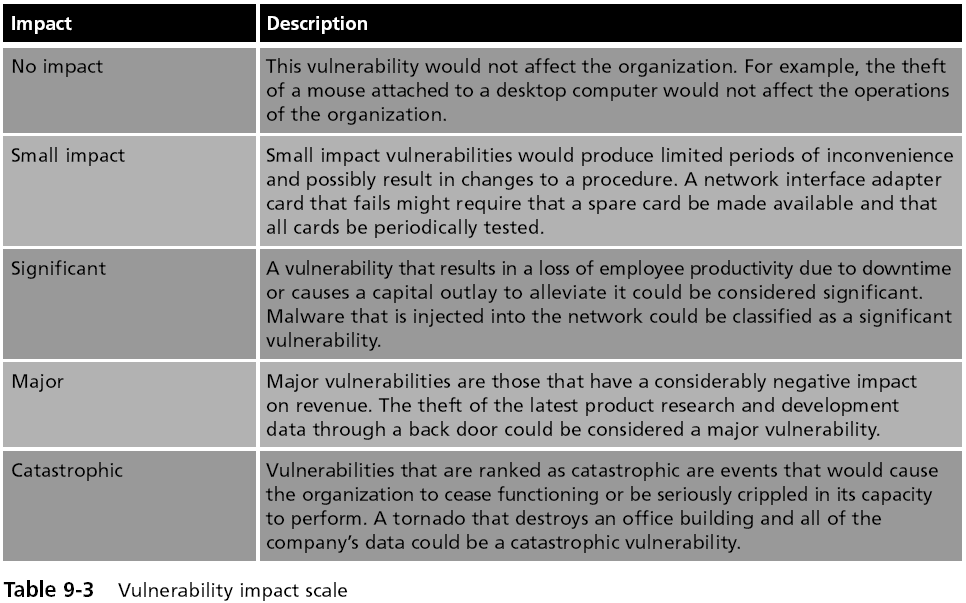 Impact
Description
No impact
This vulnerability would not affect the organization. For example, the theft
of a mouse attached to a desktop computer would not affect the operations
of the organization.
Small impact
Small impact vulnerabilities would produce limited periods of inconvenience
and possibly result in changes to a procedure. A network interface adapter
card that fails might require that a spare card be made available and that
all cards be periodically tested.
Significant
A vulnerability that results in a loss of employee productivity due to downtime
or causes a capital outlay to alleviate it could be considered significant.
Malware that is injected into the network could be classified as a significant
vulnerability.
Major
Major vulnerabilities are those that have a considerably negative impact
on revenue. The theft of the latest product research and development
data through a back door could be considered a major vulnerability.
Catastrophic
Vulnerabilities that are ranked as catastrophic are events that would cause
the organization to cease functioning or be seriously crippled in its capacity
to perform. A tornado that destroys an office building and all of the
company’s data could be a catastrophic vulnerability.
Table 9-3 Vulnerability impact scale